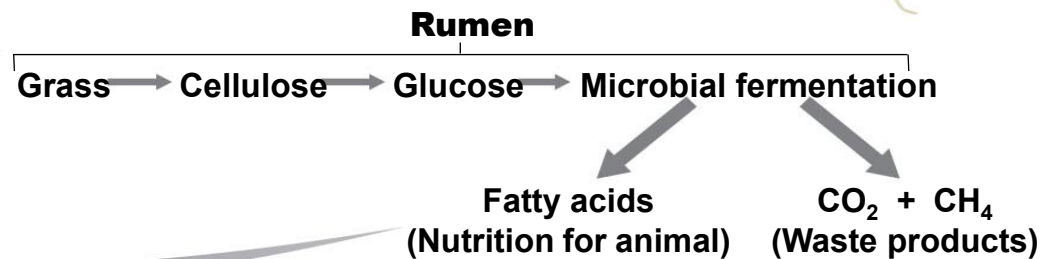 Rumen
Grass Cellulose Glucose Microbial fermentation
Fatty acids CO₂ + CH₄
(Nutrition for animal) (Waste products)